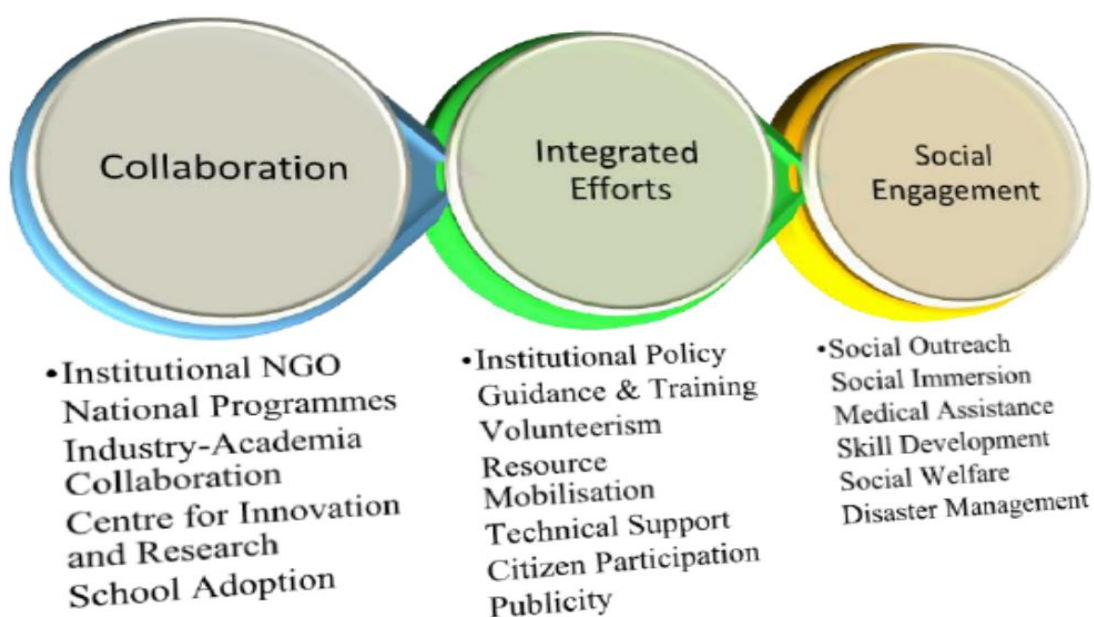 Collaboration
Integrated
Efforts
Social
Engagement
•Institutional NGO
National Programmes
Industry-Academia
Collaboration
Centre for Innovation
and Research
School Adoption
•Institutional Policy
Guidance & Training
Volunteerism
Resource
Mobilisation
Technical Support
Citizen Participation
Publicity
•Social Outreach
Social Immersion
Medical Assistance
Skill Development
Social Welfare
Disaster Management